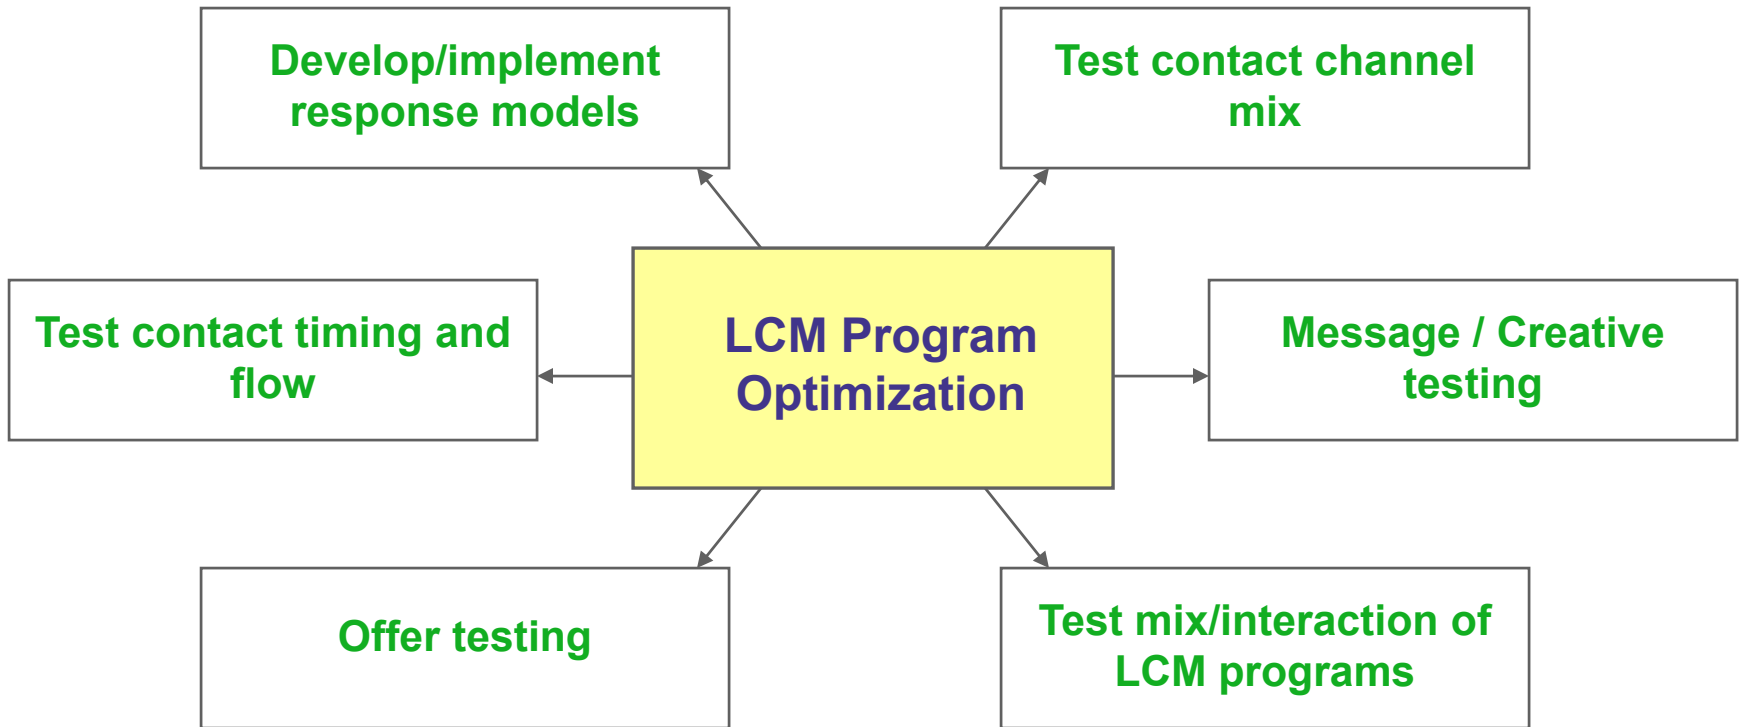 Develop/implement
response models
Test contact channel
mix
Test contact timing and
flow
LCM Program
Optimization
Message / Creative
testing
Offer testing
Test mix/interaction of
LCM programs